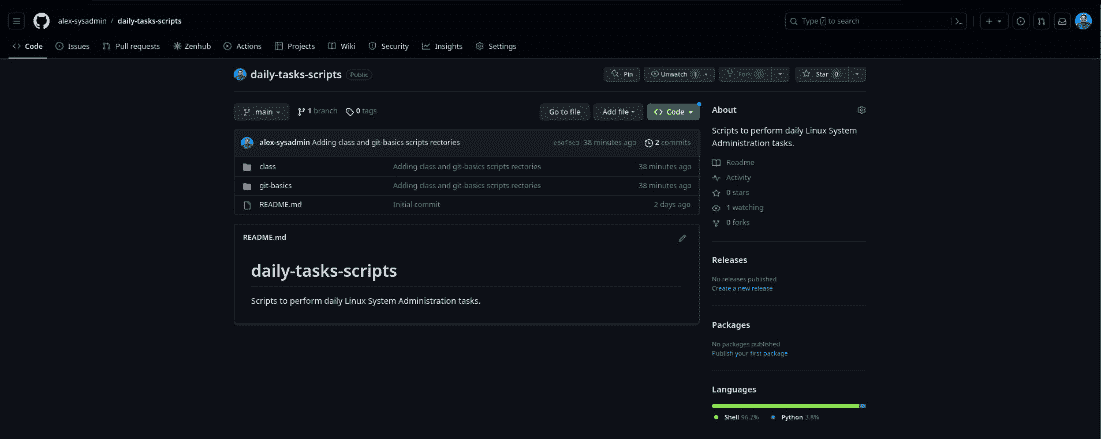 alex-sysadmin / daily-tasks-scripts
Type / to search
Code Issues Pull requests Zenhub Actions Projects Wiki Security Insights Settings
daily-tasks-scripts Public
Pin Unwatch 1 Fork 0 Star 0
main 1 branch 0 tags Go to file Add file Code
alex-sysadmin Adding class and git-basics scripts rectories 38 minutes ago 2 commits
class Adding class and git-basics scripts rectories 38 minutes ago
git-basics Adding class and git-basics scripts rectories 38 minutes ago
README.md Initial commit 2 days ago
README.md
daily-tasks-scripts
Scripts to perform daily Linux System Administration tasks.
About
Scripts to perform daily Linux System
Administration tasks.
Readme
Activity
0 stars
1 watching
0 forks
Releases
No releases published
Create a new release
Packages
No packages published
Publish your first package
Languages
Shell 96.2% Python 3.8%